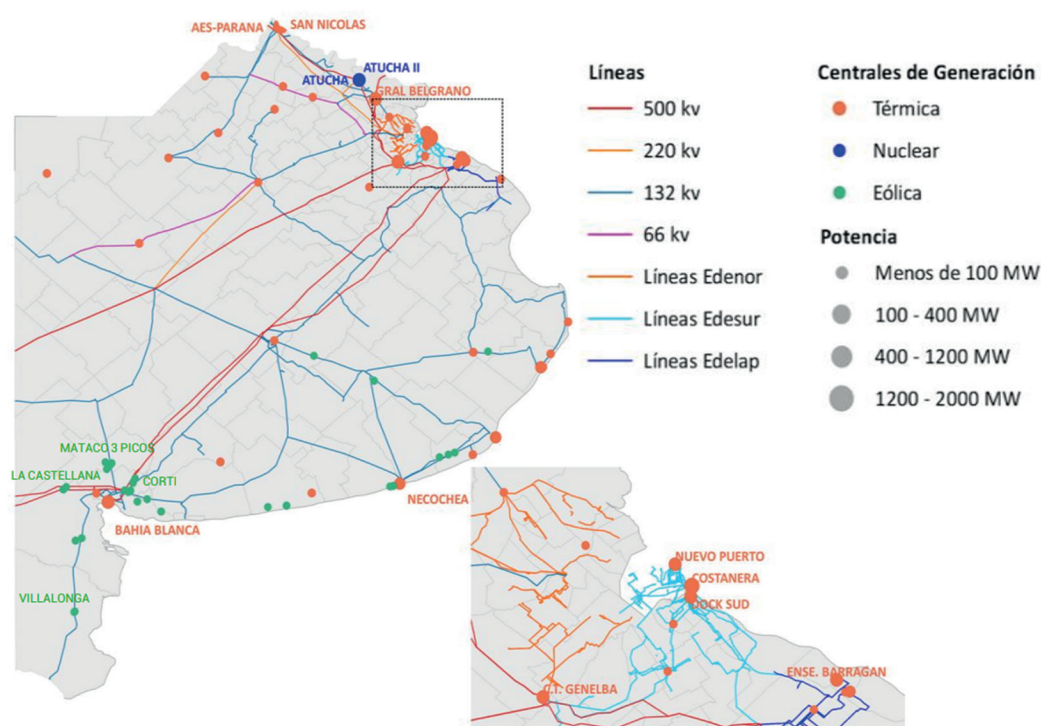 AES-PARANA
SAN NICOLAS
ATUCHA II
ATUCHA
GRAL BELGRANO
MATACO 3 PICOS
LA CASTELLANA
CORTI
BAHIA BLANCA
NECOCHEA
VILLALONGA
Líneas
500 kv
220 kv
132 kv
66 kv
Líneas Edenor
Líneas Edesur
Líneas Edelap
Centrales de Generación
Térmica
Nuclear
Eólica
Potencia
Menos de 100 MW
100 - 400 MW
400 - 1200 MW
1200 - 2000 MW
NUEVO PUERTO
COSTANERA
DOCK SUD
ENSE. BARRAGAN
C.T. GENELBA